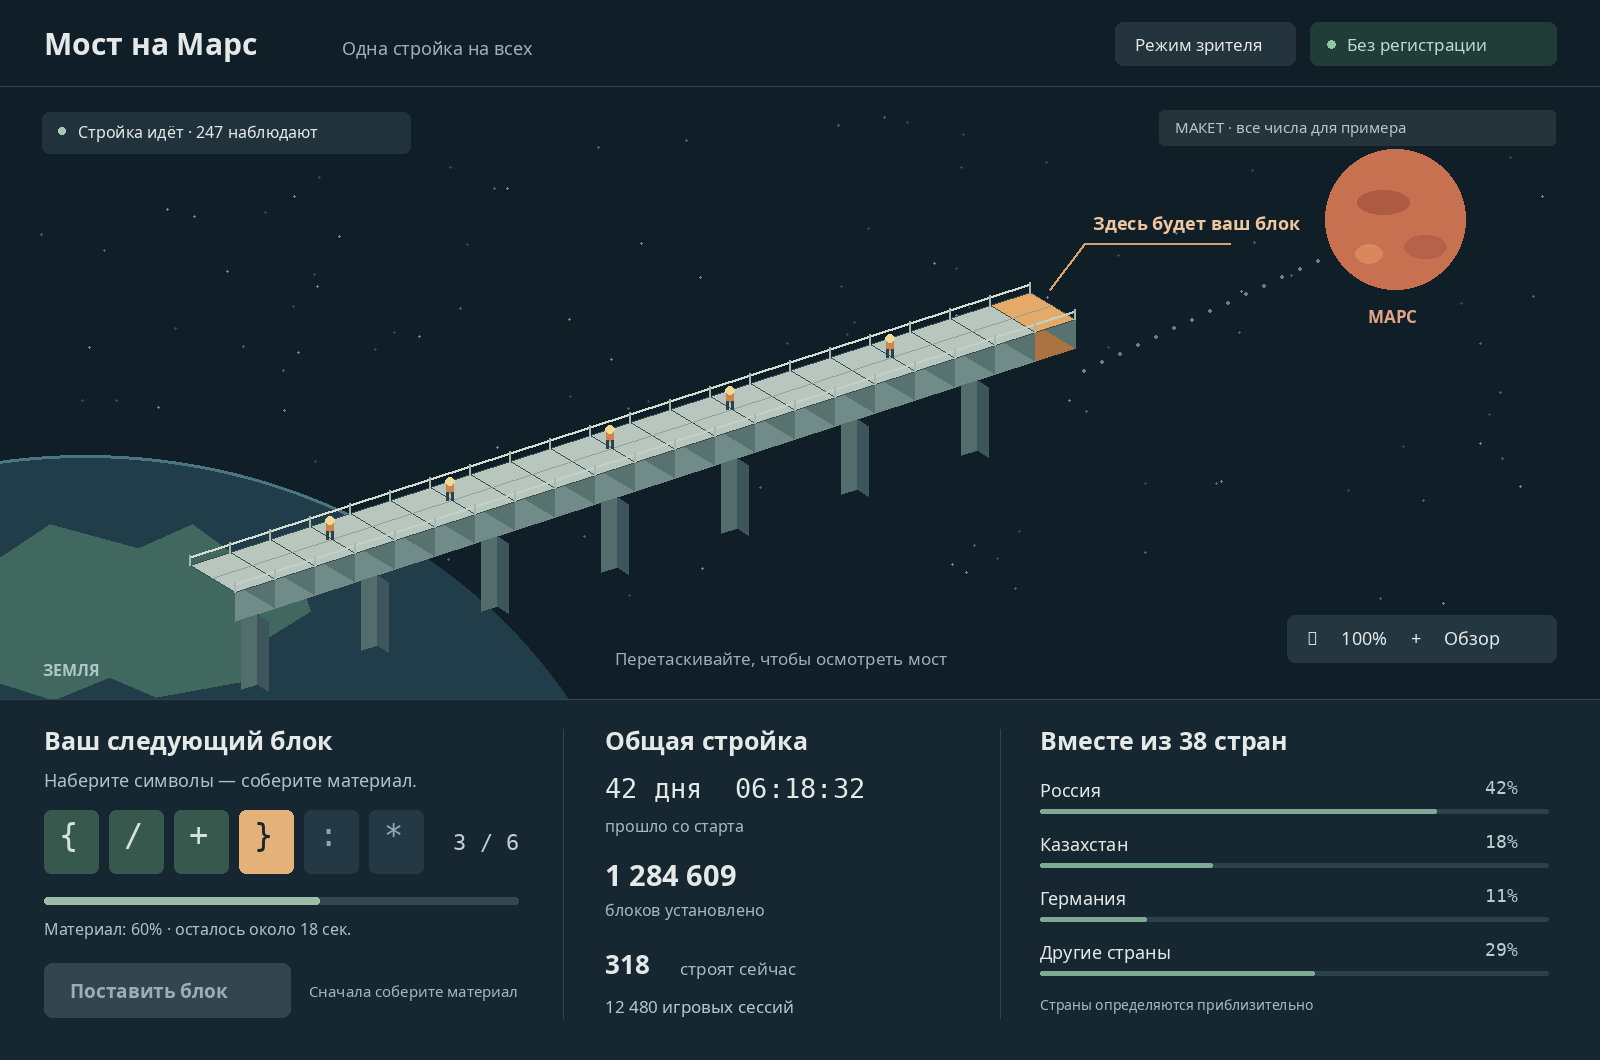 Мост на Марс
Одна стройка на всех
Режим зрителя
Без регистрации
Стройка идёт · 247 наблюдают
МАКЕТ · все числа для примера
Здесь будет ваш блок
МАРС
ЗЕМЛЯ
Перетаскивайте, чтобы осмотреть мост
100% + Обзор
Ваш следующий блок
Наберите символы — соберите материал.
{ / + } : * 3 / 6
Материал: 60% · осталось около 18 сек.
Поставить блок
Сначала соберите материал
Общая стройка
42 дня 06:18:32
прошло со старта
1 284 609
блоков установлено
318 строят сейчас
12 480 игровых сессий
Вместе из 38 стран
Россия 42%
Казахстан 18%
Германия 11%
Другие страны 29%
Страны определяются приблизительно